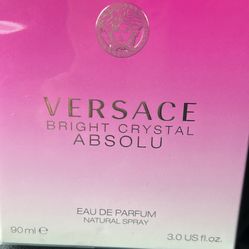 VERSACE
BRIGHT CRYSTAL
ABSOLU
EAU DE PARFUM
NATURAL SPRAY
90 ml ℮ 3.0 US fl.oz.